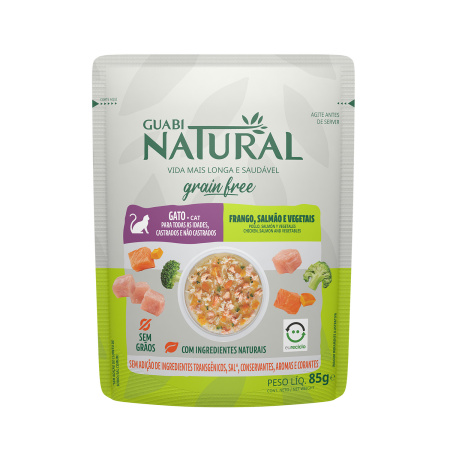 AGITE ANTES
DE SERVIR
GUABI
NATURAL
VIDA MAIS LONGA E SAUDÁVEL
grain free
GATO • CAT
PARA TODAS AS IDADES,
CASTRADOS E NÃO CASTRADOS
FRANGO, SALMÃO E VEGETAIS
POLLO, SALMÓN Y VEGETALES
CHICKEN, SALMON AND VEGETABLES
SEM
GRÃOS
COM INGREDIENTES NATURAIS
eureciclo
SEM ADIÇÃO DE INGREDIENTES TRANSGÊNICOS, SAL*, CONSERVANTES, AROMAS E CORANTES
PESO LÍQ. 85g